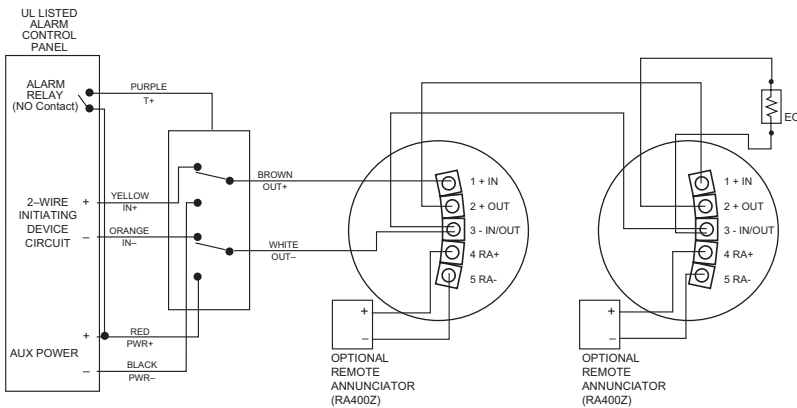 UL LISTED
ALARM
CONTROL
PANEL
ALARM
RELAY
(NO Contact)
PURPLE
T+
2–WIRE
INITIATING
DEVICE
CIRCUIT
+
–
YELLOW
IN+
ORANGE
IN–
AUX POWER
+
–
RED
PWR+
BLACK
PWR–
BROWN
OUT+
WHITE
OUT–
1 + IN
2 + OUT
3 - IN/OUT
4 RA+
5 RA-
+
–
OPTIONAL
REMOTE
ANNUNCIATOR
(RA400Z)
1 + IN
2 + OUT
3 - IN/OUT
4 RA+
5 RA-
+
–
OPTIONAL
REMOTE
ANNUNCIATOR
(RA400Z)